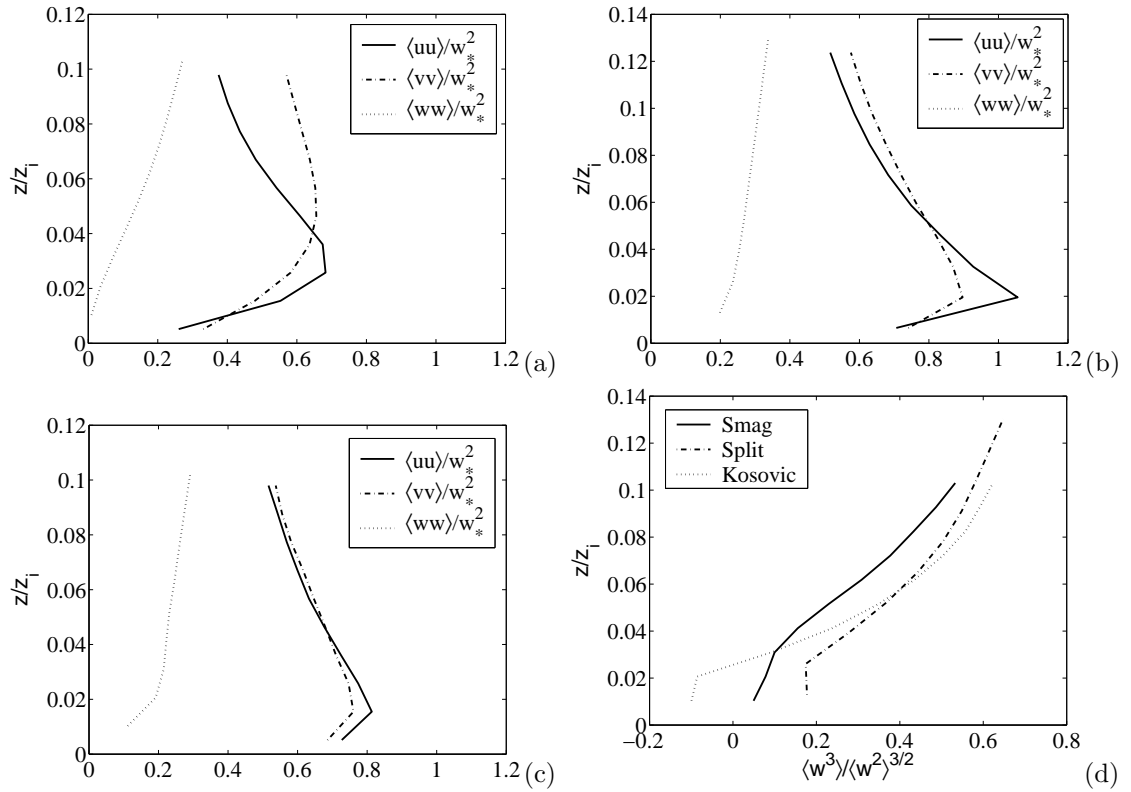 0.12
0.1
0.08
0.06
0.04
0.02
0
z/z_i
⟨uu⟩/w_*^2
⟨vv⟩/w_*^2
⟨ww⟩/w_*^2
0 0.2 0.4 0.6 0.8 1 1.2
(a)
0.14
0.12
0.1
0.08
0.06
0.04
0.02
0
z/z_i
⟨uu⟩/w_*^2
⟨vv⟩/w_*^2
⟨ww⟩/w_*^2
0 0.2 0.4 0.6 0.8 1 1.2
(b)
0.12
0.1
0.08
0.06
0.04
0.02
0
z/z_i
⟨uu⟩/w_*^2
⟨vv⟩/w_*^2
⟨ww⟩/w_*^2
0 0.2 0.4 0.6 0.8 1 1.2
(c)
0.14
0.12
0.1
0.08
0.06
0.04
0.02
0
z/z_i
Smag
Split
Kosovic
−0.2 0 0.2 0.4 0.6 0.8
⟨w^3⟩/⟨w^2⟩^3/2
(d)